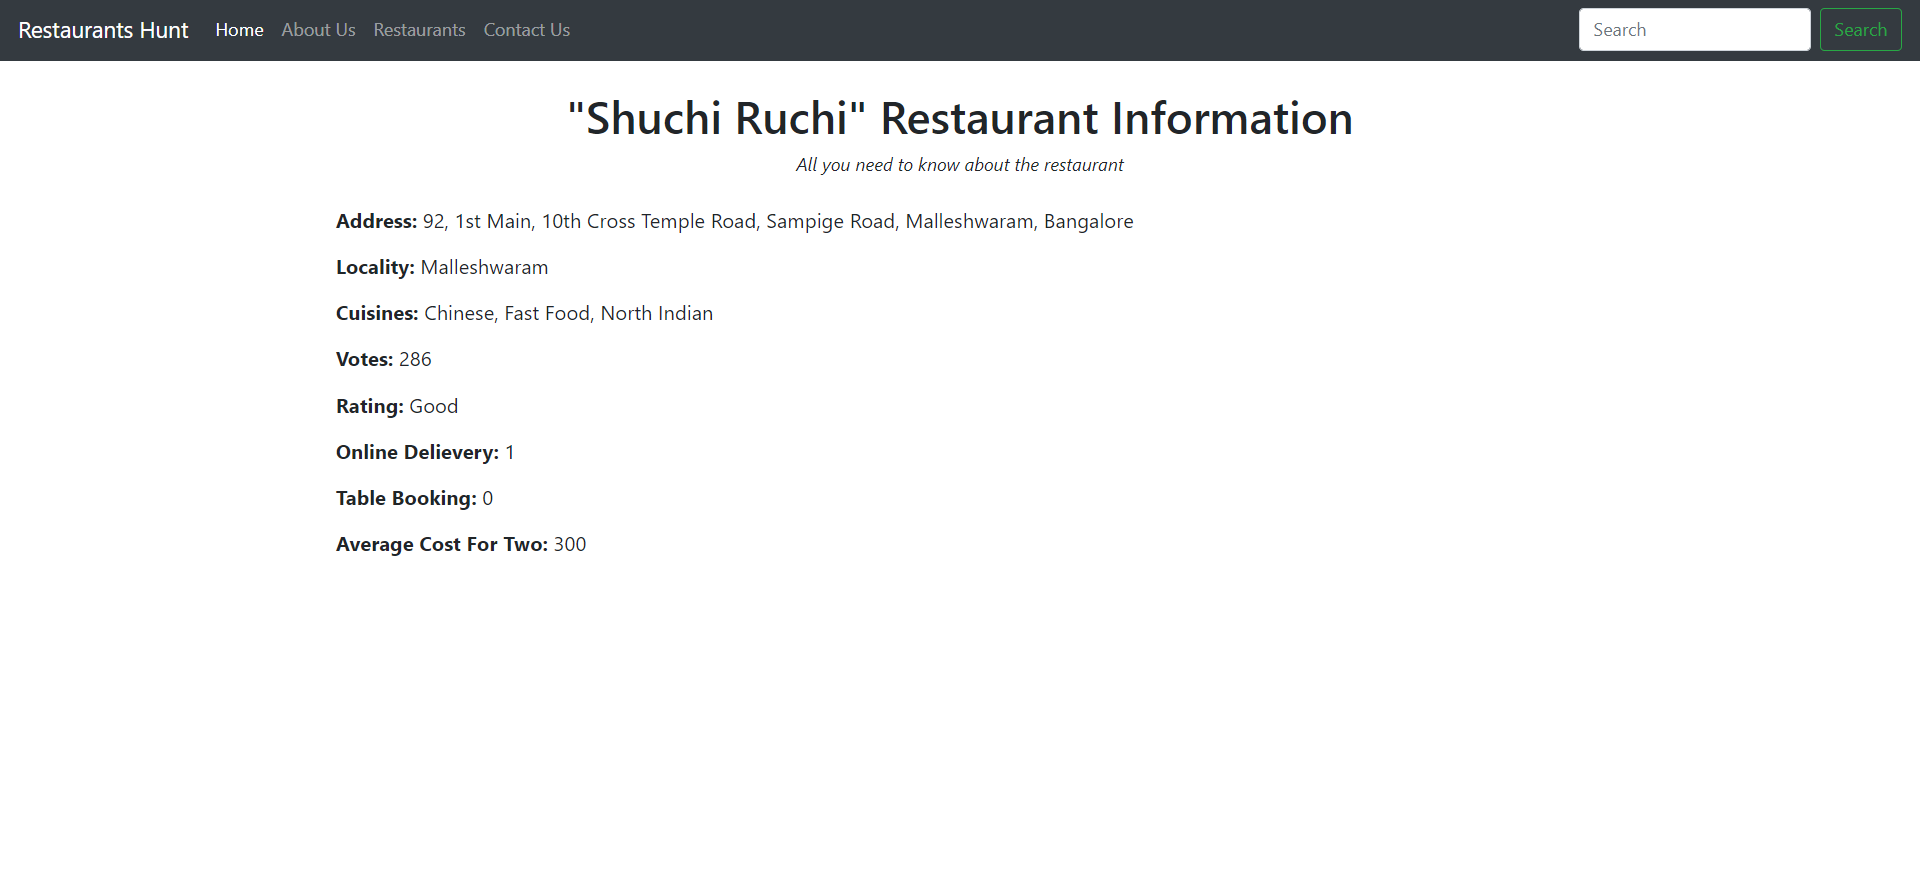 Restaurants Hunt Home About Us Restaurants Contact Us Search Search
"Shuchi Ruchi" Restaurant Information
All you need to know about the restaurant
Address: 92, 1st Main, 10th Cross Temple Road, Sampige Road, Malleshwaram, Bangalore
Locality: Malleshwaram
Cuisines: Chinese, Fast Food, North Indian
Votes: 286
Rating: Good
Online Delievery: 1
Table Booking: 0
Average Cost For Two: 300